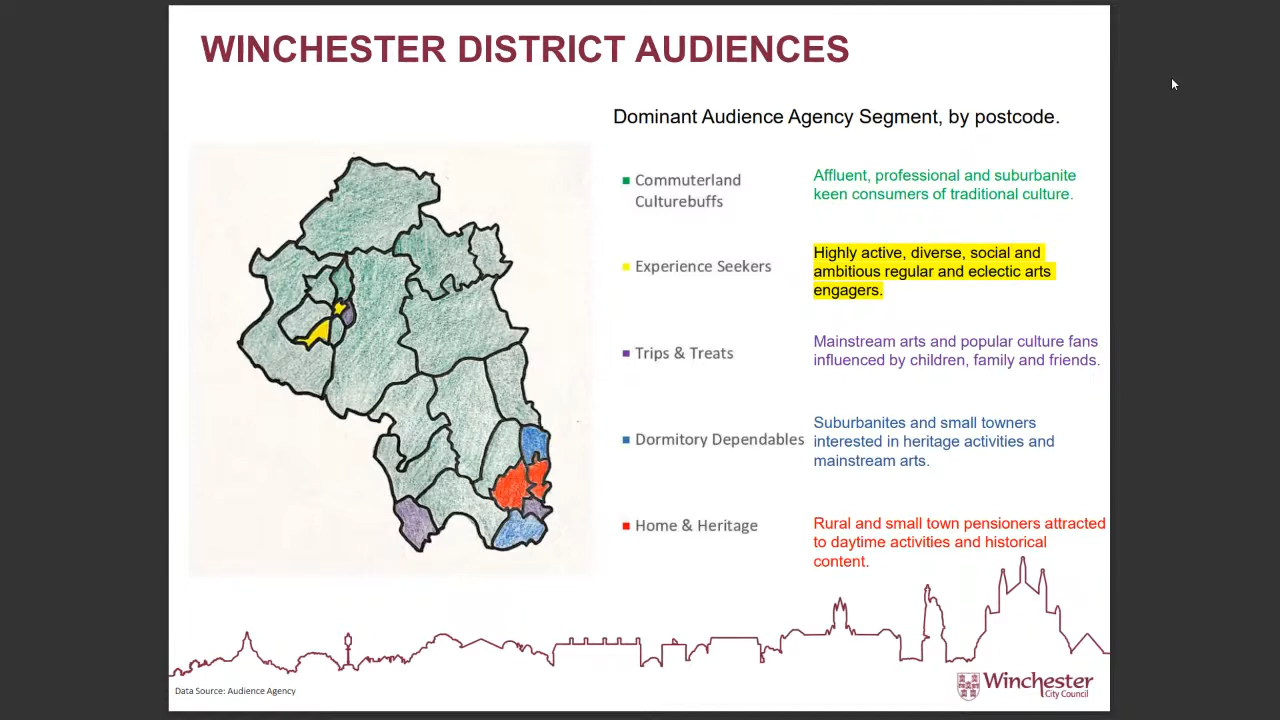 WINCHESTER DISTRICT AUDIENCES
Dominant Audience Agency Segment, by postcode.
Commuterland
Culturebuffs
Affluent, professional and suburbanite
keen consumers of traditional culture.
Experience Seekers
Highly active, diverse, social and
ambitious regular and eclectic arts
engagers.
Trips & Treats
Mainstream arts and popular culture fans
influenced by children, family and friends.
Dormitory Dependables
Suburbanites and small towners
interested in heritage activities and
mainstream arts.
Home & Heritage
Rural and small town pensioners attracted
to daytime activities and historical
content.
Data Source: Audience Agency
Winchester
City Council